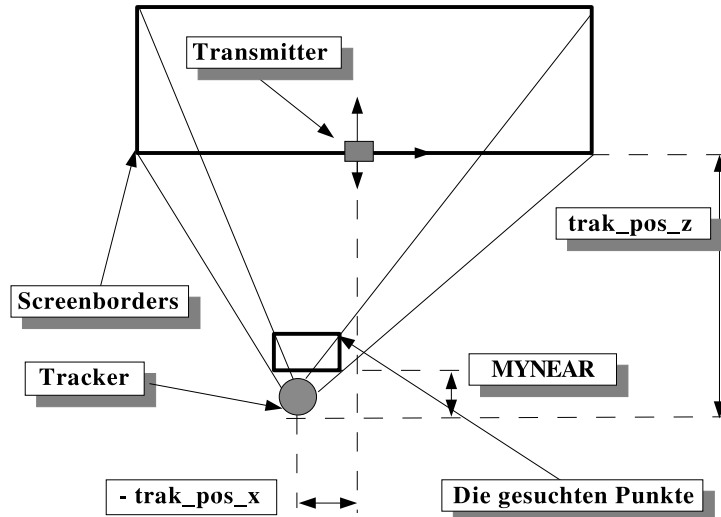 Transmitter
trak_pos_z
Screenborders
MYNEAR
Tracker
- trak_pos_x
Die gesuchten Punkte